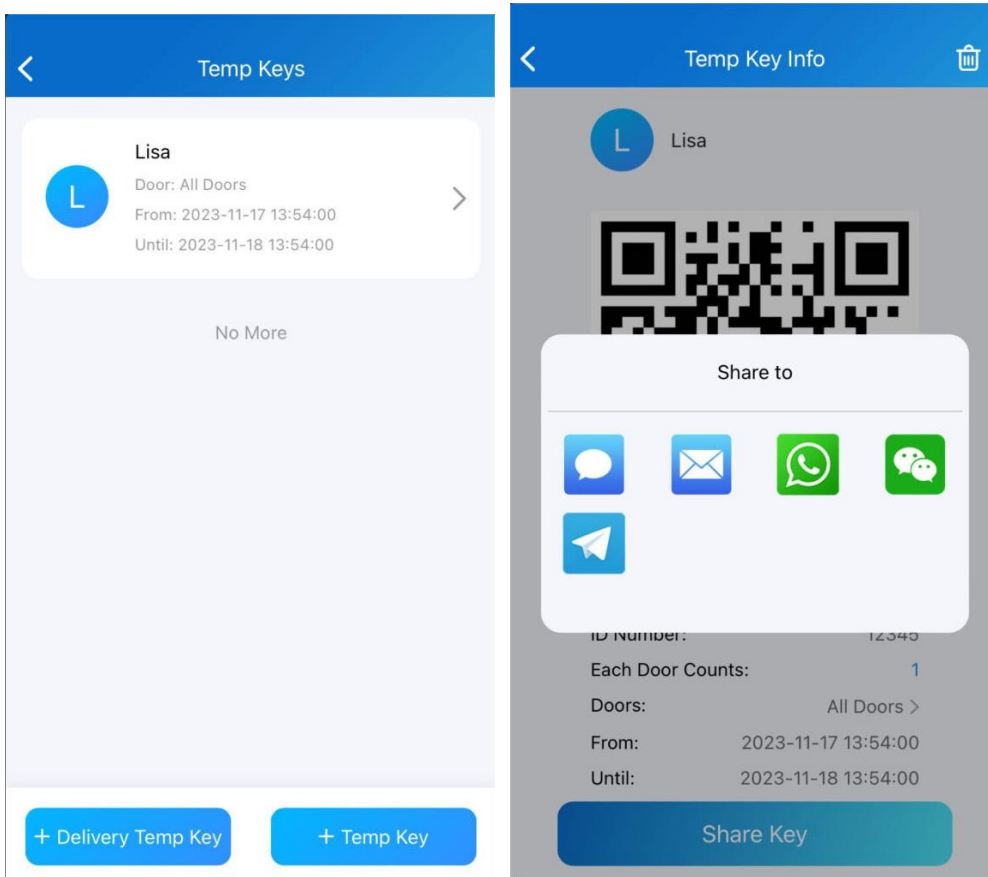 Temp Keys
Lisa
Door: All Doors
From: 2023-11-17 13:54:00
Until: 2023-11-18 13:54:00
No More
+ Delivery Temp Key
+ Temp Key
Temp Key Info
L
Lisa
Share to
ID Number: 12345
Each Door Counts: 1
Doors: All Doors >
From: 2023-11-17 13:54:00
Until: 2023-11-18 13:54:00
Share Key